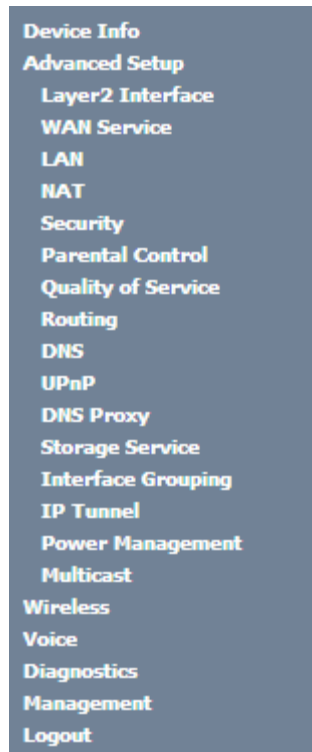 Device Info
Advanced Setup
Layer2 Interface
WAN Service
LAN
NAT
Security
Parental Control
Quality of Service
Routing
DNS
UPnP
DNS Proxy
Storage Service
Interface Grouping
IP Tunnel
Power Management
Multicast
Wireless
Voice
Diagnostics
Management
Logout